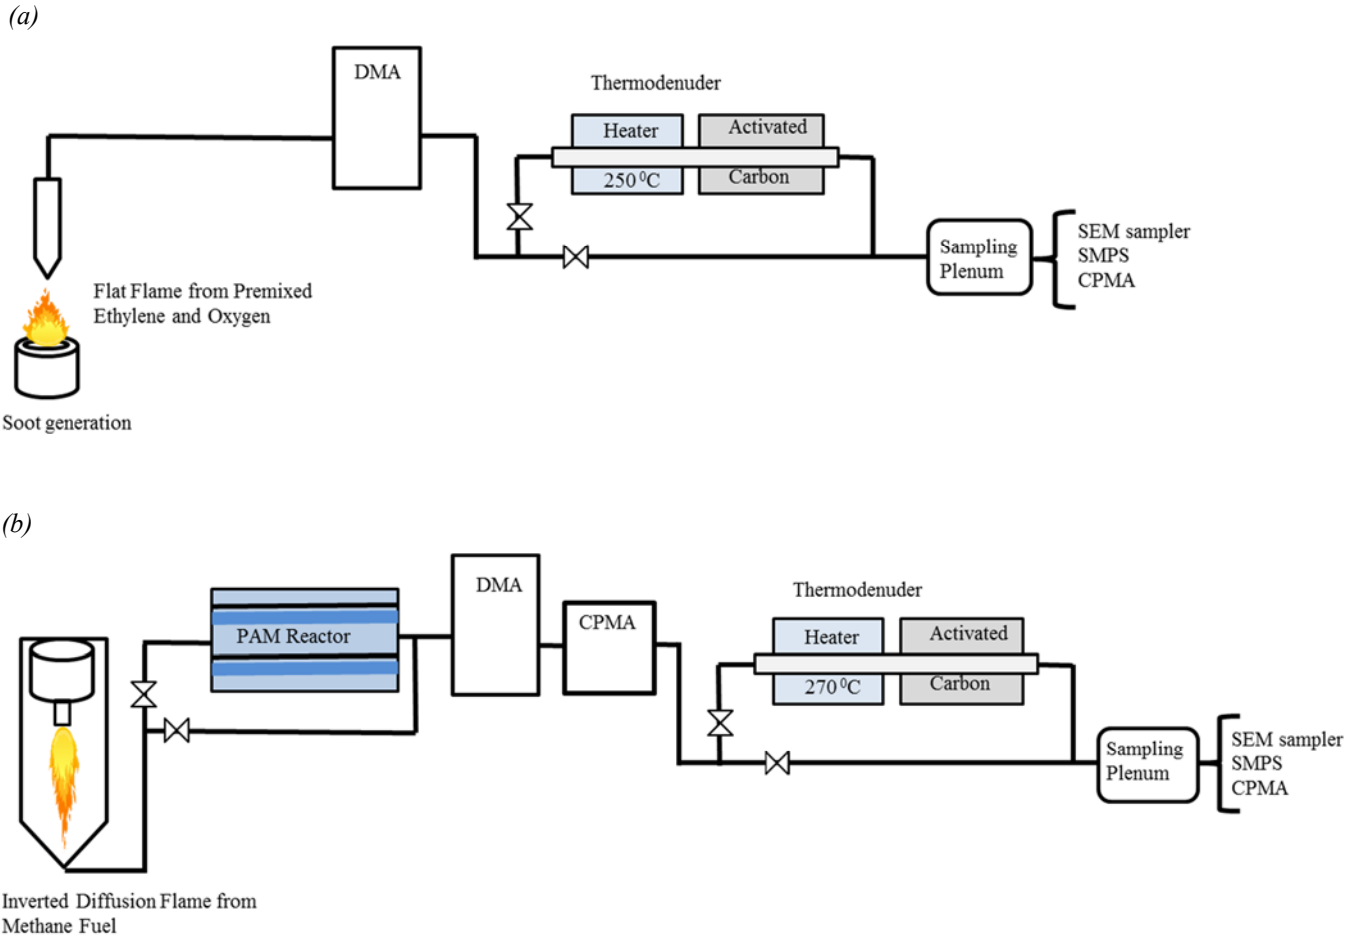 (a)
DMA
Thermodenuder
Heater
250 ⁰C
Activated
Carbon
Sampling
Plenum
SEM sampler
SMPS
CPMA
Flat Flame from Premixed
Ethylene and Oxygen
Soot generation
(b)
PAM Reactor
DMA
CPMA
Thermodenuder
Heater
270 ⁰C
Activated
Carbon
Sampling
Plenum
SEM sampler
SMPS
CPMA
Inverted Diffusion Flame from
Methane Fuel